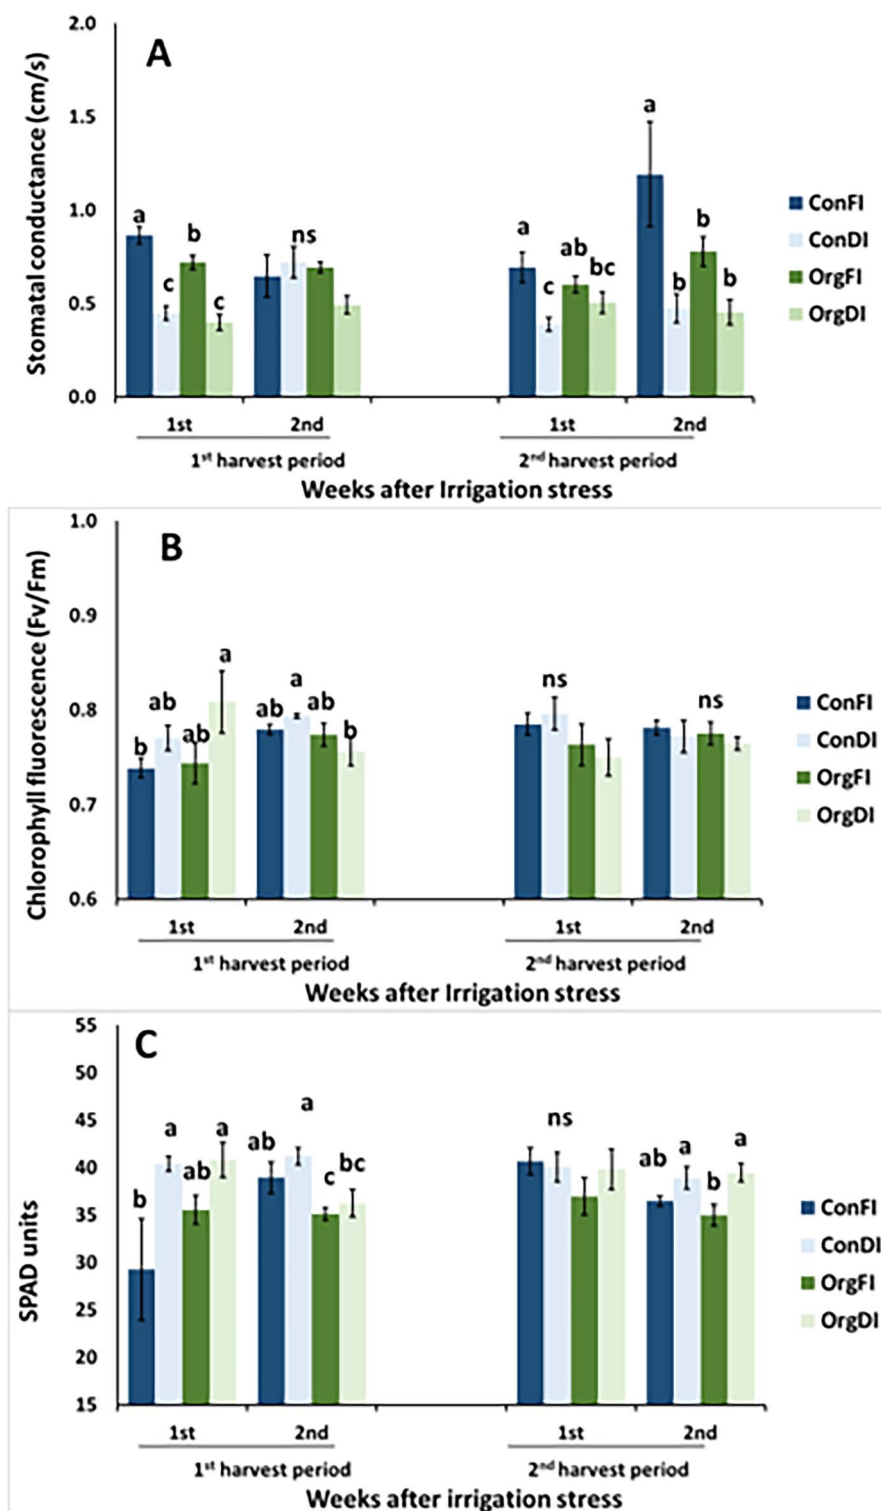 A
Stomatal conductance (cm/s)
2.0
1.5
1.0
0.5
0.0
a
c
b
c
ns
a
c
ab
bc
a
b
b
b
ConFI
ConDI
OrgFI
OrgDI
1st 2nd 1st 2nd
1st harvest period 2nd harvest period
Weeks after Irrigation stress
B
Chlorophyll fluorescence (Fv/Fm)
1.0
0.9
0.8
0.7
0.6
b
ab
ab
a
ab
a
ab
b
ns
ns
ConFI
ConDI
OrgFI
OrgDI
1st 2nd 1st 2nd
1st harvest period 2nd harvest period
Weeks after Irrigation stress
C
SPAD units
55
50
45
40
35
30
25
20
15
b
a
ab
a
ab
a
c
bc
ns
ab
a
b
a
ConFI
ConDI
OrgFI
OrgDI
1st 2nd 1st 2nd
1st harvest period 2nd harvest period
Weeks after irrigation stress